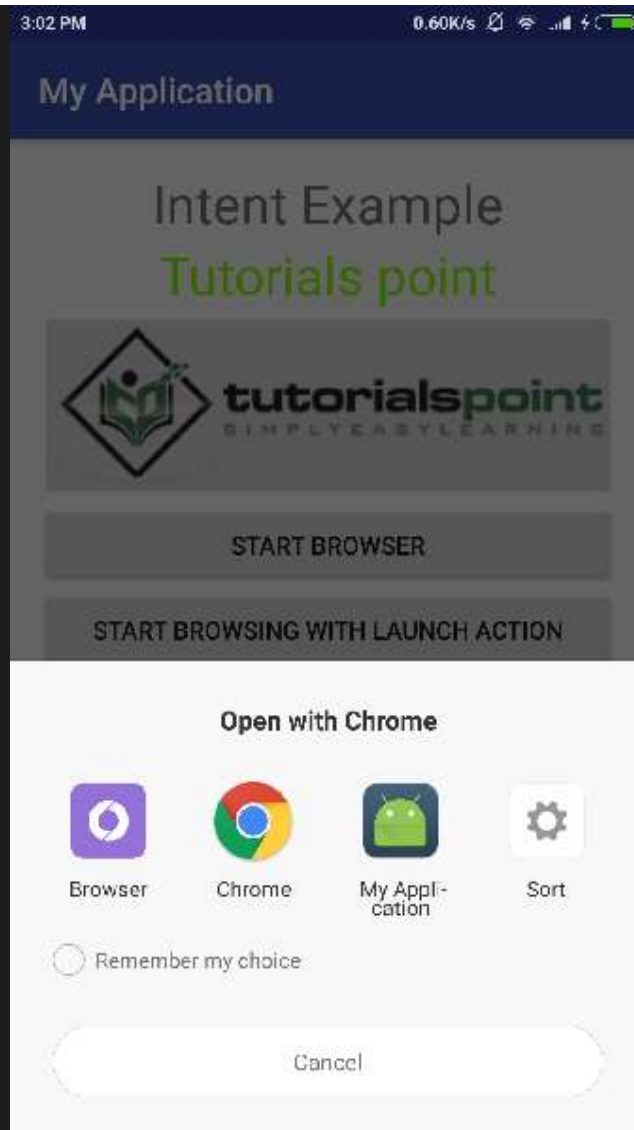 3:02 PM 0.60K/s
My Application
Intent Example
Tutorials point
tutorialspoint
SIMPLYEASYLEARNING
START BROWSER
START BROWSING WITH LAUNCH ACTION
Open with Chrome
Browser Chrome My Appli- Sort
cation
Remember my choice
Cancel